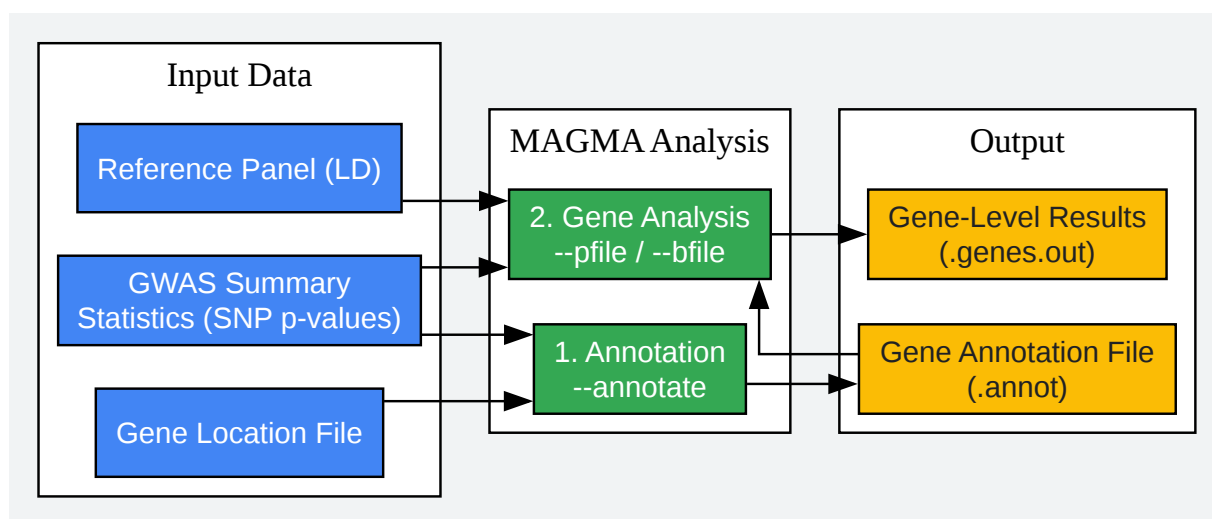 Input Data
Reference Panel (LD)
GWAS Summary
Statistics (SNP p-values)
Gene Location File
MAGMA Analysis
2. Gene Analysis
--pfile / --bfile
1. Annotation
--annotate
Output
Gene-Level Results
(.genes.out)
Gene Annotation File
(.annot)